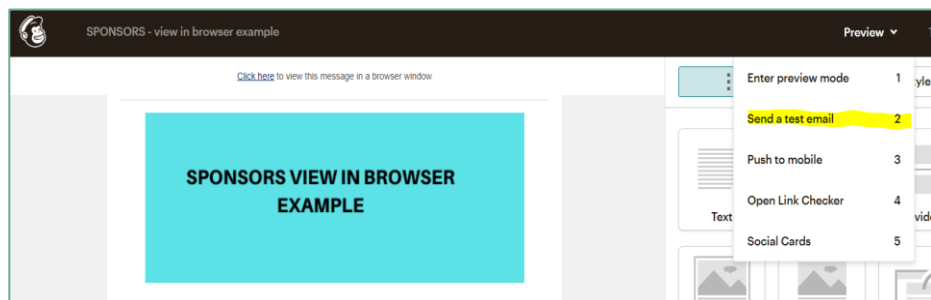 SPONSORS - view in browser example
Preview
Click here to view this message in a browser window
SPONSORS VIEW IN BROWSER
EXAMPLE
Enter preview mode 1
Send a test email 2
Push to mobile 3
Open Link Checker 4
Social Cards 5
Text